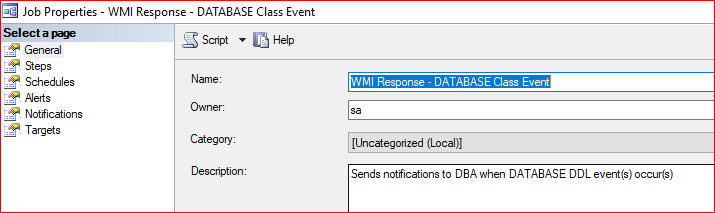 Job Properties - WMI Response - DATABASE Class Event
Select a page
General
Steps
Schedules
Alerts
Notifications
Targets
Script
Help
Name:
WMI Response - DATABASE Class Event
Owner:
sa
Category:
[Uncategorized (Local)]
Description:
Sends notifications to DBA when DATABASE DDL event(s) occur(s)